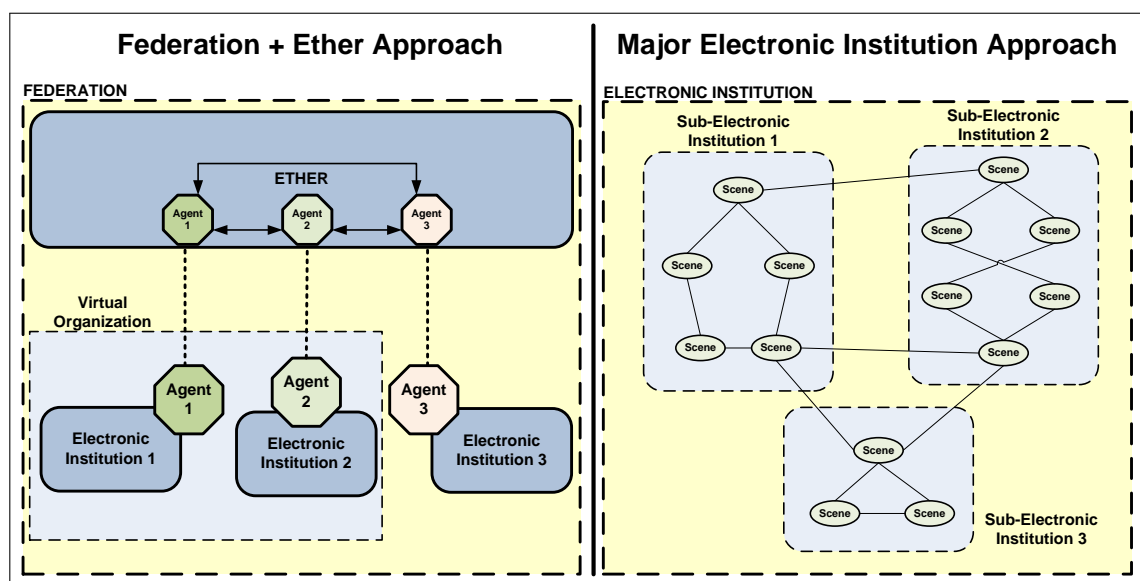 Federation + Ether Approach
FEDERATION
ETHER
Agent
1
Agent
2
Agent
3
Virtual
Organization
Agent
1
Agent
2
Agent
3
Electronic
Institution 1
Electronic
Institution 2
Electronic
Institution 3
Major Electronic Institution Approach
ELECTRONIC INSTITUTION
Sub-Electronic
Institution 1
Scene
Scene
Scene
Scene
Scene
Sub-Electronic
Institution 2
Scene
Scene
Scene
Scene
Scene
Scene
Scene
Scene
Scene
Sub-Electronic
Institution 3